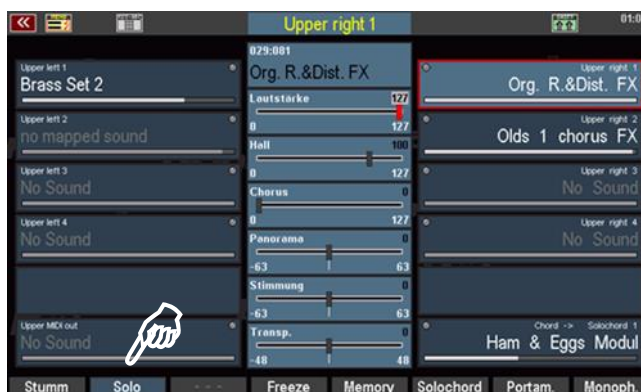 Upper right 1
01:0
029:081
Org. R.&Dist. FX
Upper left 1
Brass Set 2
Upper left 2
no mapped sound
Upper left 3
No Sound
Upper left 4
No Sound
Upper MIDI out
No Sound
Lautstärke 127
0 127
Hall 100
0 127
Chorus 0
0 127
Panorama 0
-63 63
Stimmung 0
-63 63
Transp. 0
-48 48
Upper right 1
Org. R.&Dist. FX
Upper right 2
Olds 1 chorus FX
Upper right 3
No Sound
Upper right 4
No Sound
Chord -> Solochord 1
Ham & Eggs Modul
Stumm Solo - - - Freeze Memory Solochord Portam. Monoph.